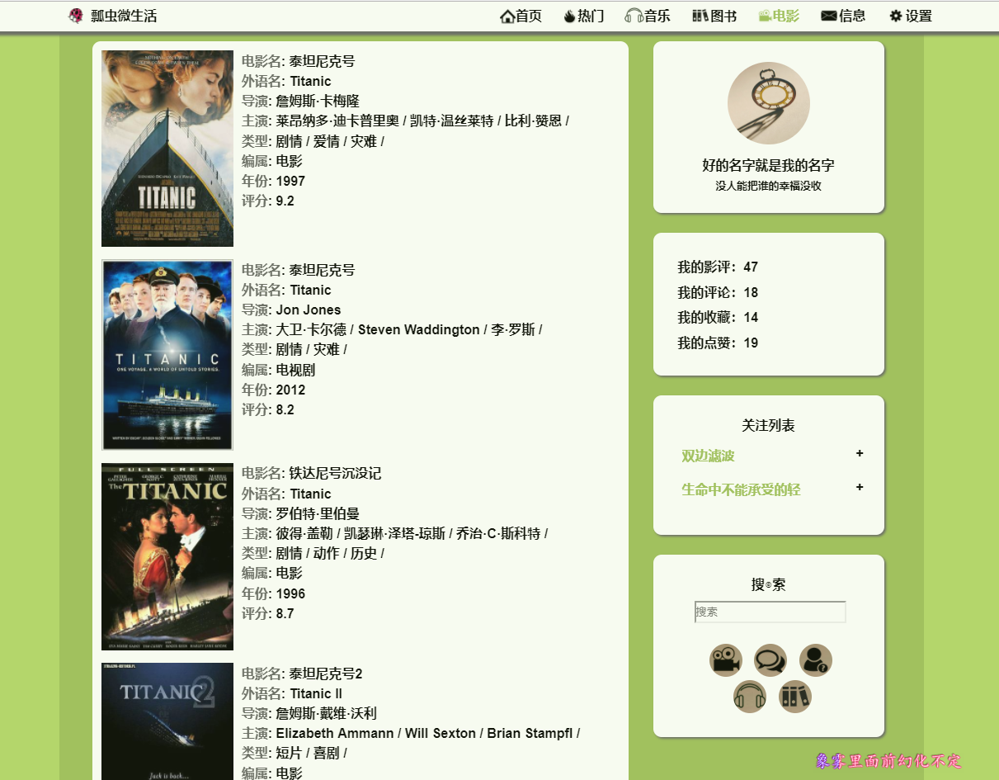 瓢虫微生活
首页 热门 音乐 图书 电影 信息 设置
电影名: 泰坦尼克号
外语名: Titanic
导演: 詹姆斯·卡梅隆
主演: 莱昂纳多·迪卡普里奥 / 凯特·温丝莱特 / 比利·赞恩 /
类型: 剧情 / 爱情 / 灾难 /
编属: 电影
年份: 1997
评分: 9.2
TITANIC
电影名: 泰坦尼克号
外语名: Titanic
导演: Jon Jones
主演: 大卫·卡尔德 / Steven Waddington / 李·罗斯 /
类型: 剧情 / 灾难 /
编属: 电视剧
年份: 2012
评分: 8.2
TITANIC
ONE VOYAGE. A WORLD OF UNTOLD STORIES.
电影名: 铁达尼号沉没记
外语名: Titanic
导演: 罗伯特·里伯曼
主演: 彼得·盖勒 / 凯瑟琳·泽塔-琼斯 / 乔治·C·斯科特 /
类型: 剧情 / 动作 / 历史 /
编属: 电影
年份: 1996
评分: 8.7
FULL SCREEN
The TITANIC
电影名: 泰坦尼克号2
外语名: Titanic II
导演: 詹姆斯·戴维·沃利
主演: Elizabeth Ammann / Will Sexton / Brian Stampfl /
类型: 短片 / 喜剧 /
编属: 电影
TITANIC 2
Jack is back...
好的名字就是我的名字
没人能把谁的幸福没收
我的影评：47
我的评论：18
我的收藏：14
我的点赞：19
关注列表
双边滤波 +
生命中不能承受的轻 +
搜◎索
搜索
象雾里面前幻化不定